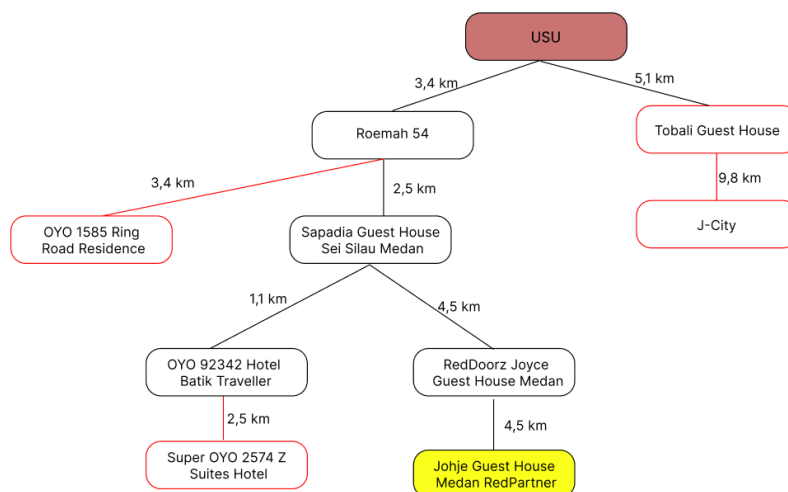 USU
3,4 km
5,1 km
Roemah 54
Tobali Guest House
3,4 km
2,5 km
9,8 km
OYO 1585 Ring
Road Residence
Sapadia Guest House
Sei Silau Medan
J-City
1,1 km
4,5 km
OYO 92342 Hotel
Batik Traveller
RedDoorz Joyce
Guest House Medan
2,5 km
4,5 km
Super OYO 2574 Z
Suites Hotel
Johje Guest House
Medan RedPartner